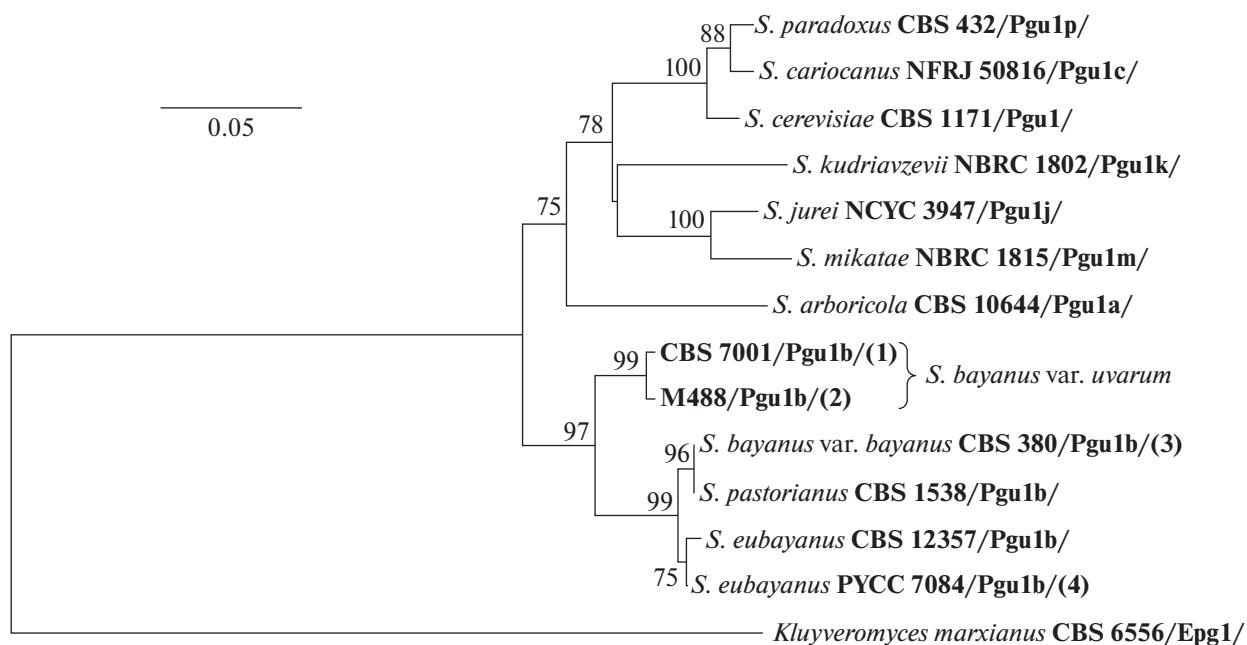 S. paradoxus CBS 432/Pgu1p/
88
100
S. cariocanus NFRJ 50816/Pgu1c/
0.05
78
S. cerevisiae CBS 1171/Pgu1/
S. kudriavzevii NBRC 1802/Pgu1k/
75
100
S. jurei NCYC 3947/Pgu1j/
S. mikatae NBRC 1815/Pgu1m/
S. arboricola CBS 10644/Pgu1a/
99
CBS 7001/Pgu1b/(1)
S. bayanus var. uvarum
M488/Pgu1b/(2)
97
96
S. bayanus var. bayanus CBS 380/Pgu1b/(3)
99
S. pastorianus CBS 1538/Pgu1b/
S. eubayanus CBS 12357/Pgu1b/
75
S. eubayanus PYCC 7084/Pgu1b/(4)
Kluyveromyces marxianus CBS 6556/Epg1/